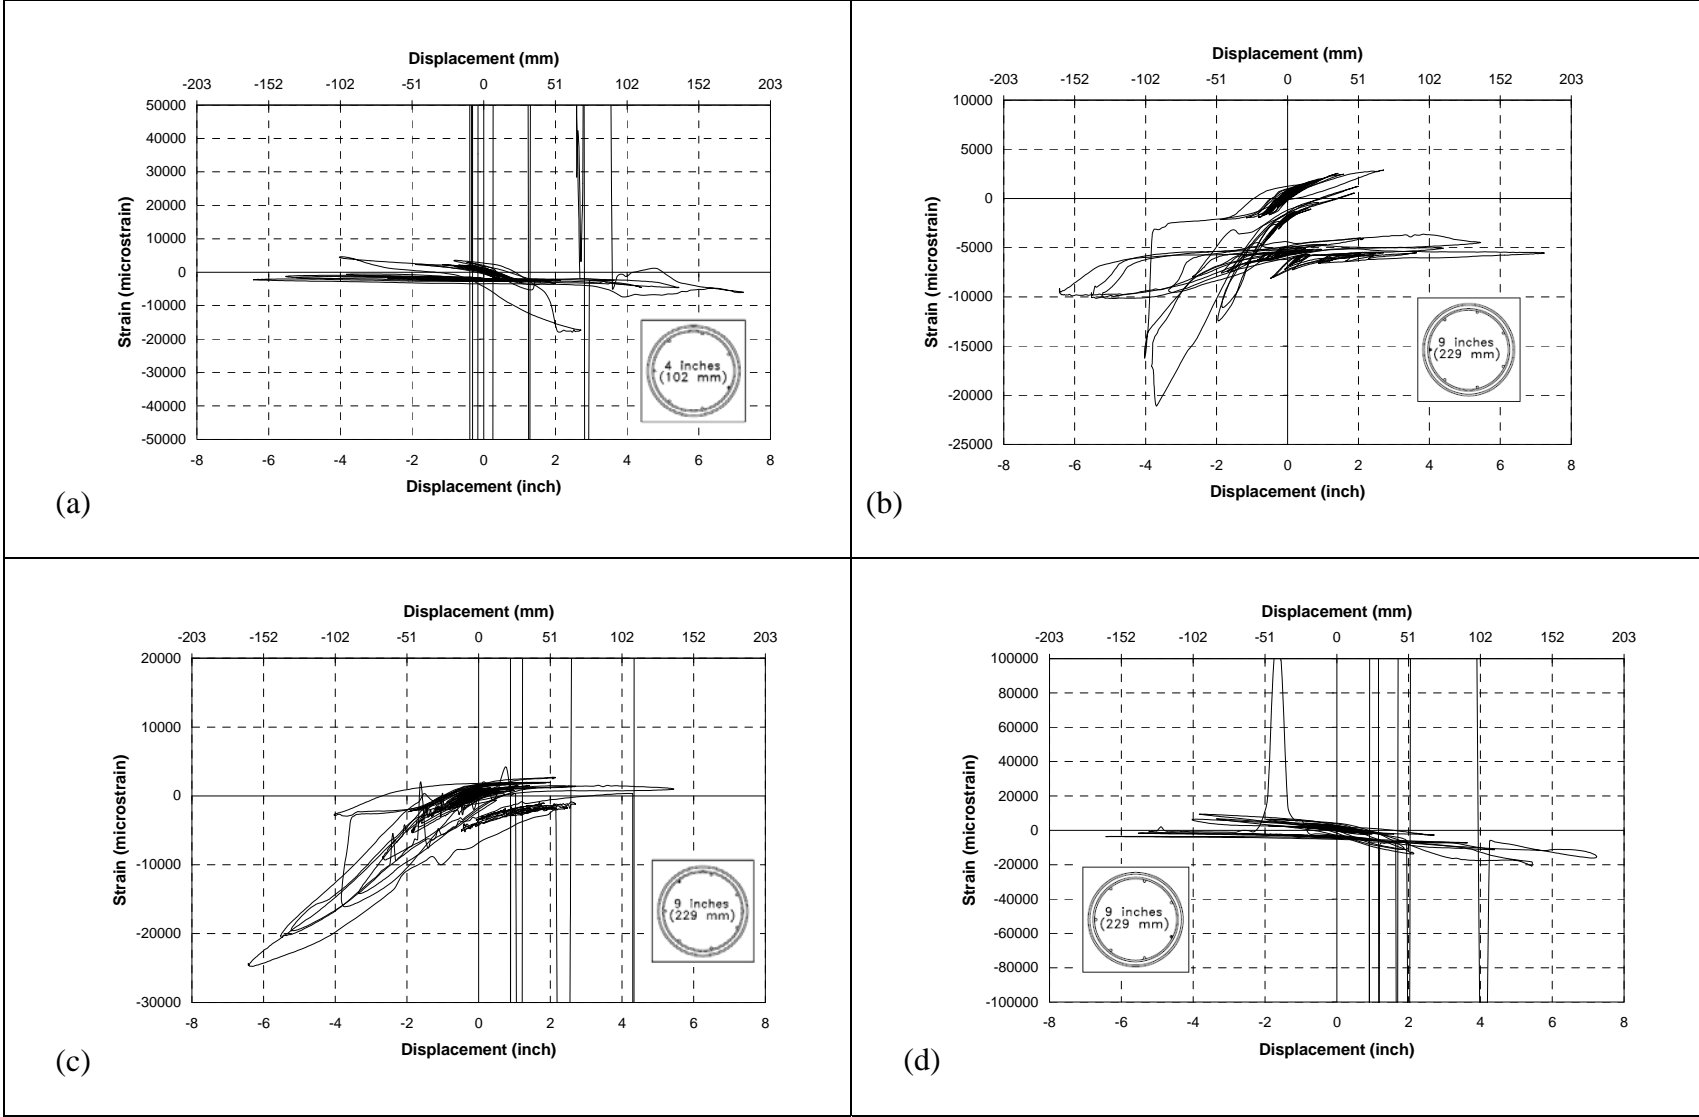 Displacement (mm)
-203 -152 -102 -51 0 51 102 152 203
50000
40000
30000
20000
10000
0
-10000
-20000
-30000
-40000
-50000
Strain (microstrain)
4 inches
(102 mm)
-8 -6 -4 -2 0 2 4 6 8
Displacement (inch)
(a)
Displacement (mm)
-203 -152 -102 -51 0 51 102 152 203
10000
5000
0
-5000
-10000
-15000
-20000
-25000
Strain (microstrain)
9 inches
(229 mm)
-8 -6 -4 -2 0 2 4 6 8
Displacement (inch)
(b)
Displacement (mm)
-203 -152 -102 -51 0 51 102 152 203
20000
10000
0
-10000
-20000
-30000
Strain (microstrain)
9 inches
(229 mm)
-8 -6 -4 -2 0 2 4 6 8
Displacement (inch)
(c)
Displacement (mm)
-203 -152 -102 -51 0 51 102 152 203
100000
80000
60000
40000
20000
0
-20000
-40000
-60000
-80000
-100000
Strain (microstrain)
9 inches
(229 mm)
-8 -6 -4 -2 0 2 4 6 8
Displacement (inch)
(d)